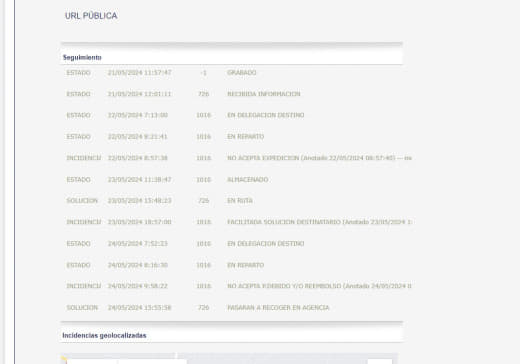 URL PÚBLICA
Seguimiento
ESTADO 21/05/2024 11:57:47 -1 GRABADO
ESTADO 21/05/2024 12:01:11 726 RECIBIDA INFORMACION
ESTADO 22/05/2024 7:13:00 1016 EN DELEGACION DESTINO
ESTADO 22/05/2024 8:21:41 1016 EN REPARTO
INCIDENCIA 22/05/2024 8:57:38 1016 NO ACEPTA EXPEDICION (Anotado 22/05/2024 08:57:40) --
ESTADO 23/05/2024 11:38:47 1016 ALMACENADO
SOLUCION 23/05/2024 15:48:23 726 EN RUTA
INCIDENCIA 23/05/2024 18:57:00 1016 FACILITADA SOLUCION DESTINATARIO (Anotado 23/05/2024 1:
ESTADO 24/05/2024 7:52:23 1016 EN DELEGACION DESTINO
ESTADO 24/05/2024 8:16:30 1016 EN REPARTO
INCIDENCIA 24/05/2024 9:58:22 1016 NO ACEPTA P.DEBIDO Y/O REEMBOLSO (Anotado 24/05/2024 0
SOLUCION 24/05/2024 15:55:58 726 PASARAN A RECOGER EN AGENCIA
Incidencias geolocalizadas